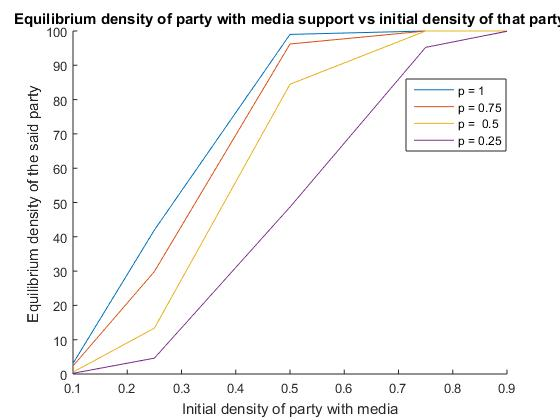 Equilibrium density of party with media support vs initial density of that party
100
90
80
70
60
50
40
30
20
10
0
Equilibrium density of the said party
p = 1
p = 0.75
p =  0.5
p = 0.25
0.1 0.2 0.3 0.4 0.5 0.6 0.7 0.8 0.9
Initial density of party with media